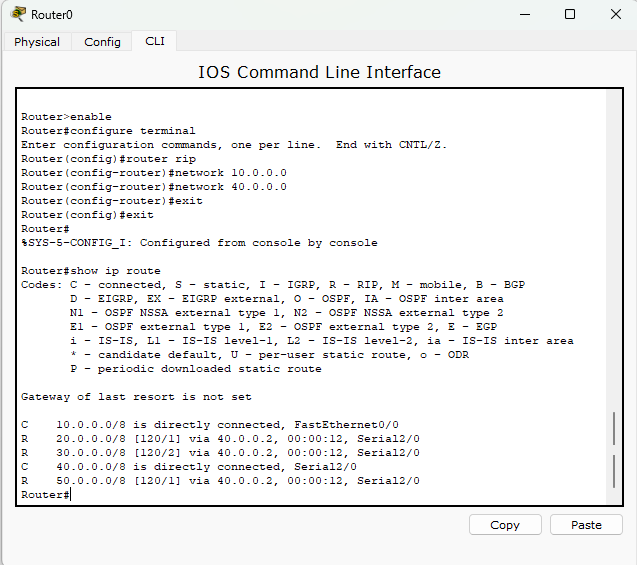 Router0
Physical Config CLI
IOS Command Line Interface
Router>enable
Router#configure terminal
Enter configuration commands, one per line.  End with CNTL/Z.
Router(config)#router rip
Router(config-router)#network 10.0.0.0
Router(config-router)#network 40.0.0.0
Router(config-router)#exit
Router(config)#exit
Router#
%SYS-5-CONFIG_I: Configured from console by console
Router#show ip route
Codes: C - connected, S - static, I - IGRP, R - RIP, M - mobile, B - BGP
       D - EIGRP, EX - EIGRP external, O - OSPF, IA - OSPF inter area
       N1 - OSPF NSSA external type 1, N2 - OSPF NSSA external type 2
       E1 - OSPF external type 1, E2 - OSPF external type 2, E - EGP
       i - IS-IS, L1 - IS-IS level-1, L2 - IS-IS level-2, ia - IS-IS inter area
       * - candidate default, U - per-user static route, o - ODR
       P - periodic downloaded static route
Gateway of last resort is not set
C    10.0.0.0/8 is directly connected, FastEthernet0/0
R    20.0.0.0/8 [120/1] via 40.0.0.2, 00:00:12, Serial2/0
R    30.0.0.0/8 [120/2] via 40.0.0.2, 00:00:12, Serial2/0
C    40.0.0.0/8 is directly connected, Serial2/0
R    50.0.0.0/8 [120/1] via 40.0.0.2, 00:00:12, Serial2/0
Router#
Copy Paste